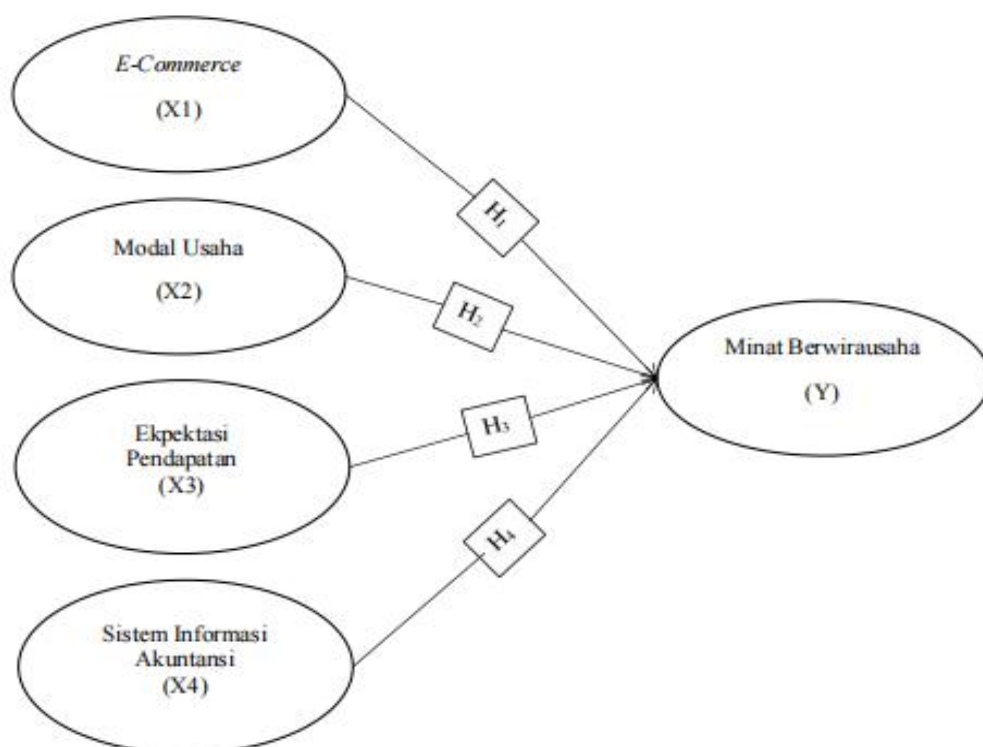 E-Commerce
(X1)
H1
Modal Usaha
(X2)
H2
Minat Berwirausaha
(Y)
Ekpektasi
Pendapatan
(X3)
H3
H4
Sistem Informasi
Akuntansi
(X4)